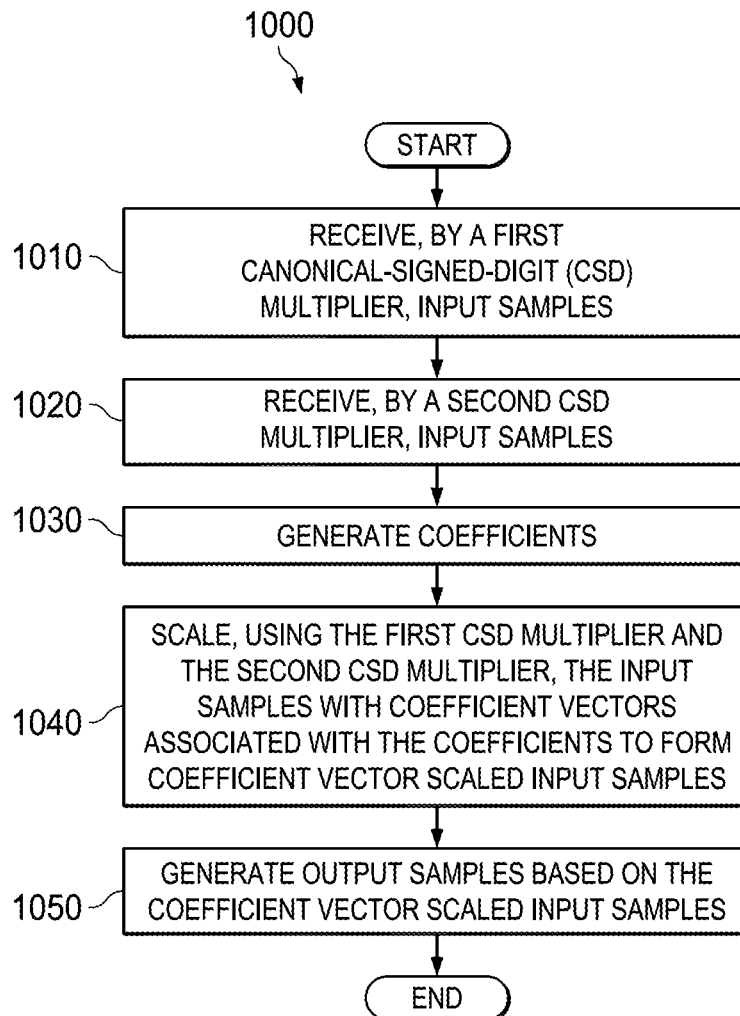 1000
START
1010
RECEIVE, BY A FIRST
CANONICAL-SIGNED-DIGIT (CSD)
MULTIPLIER, INPUT SAMPLES
1020
RECEIVE, BY A SECOND CSD
MULTIPLIER, INPUT SAMPLES
1030
GENERATE COEFFICIENTS
1040
SCALE, USING THE FIRST CSD MULTIPLIER AND
THE SECOND CSD MULTIPLIER, THE INPUT
SAMPLES WITH COEFFICIENT VECTORS
ASSOCIATED WITH THE COEFFICIENTS TO FORM
COEFFICIENT VECTOR SCALED INPUT SAMPLES
1050
GENERATE OUTPUT SAMPLES BASED ON THE
COEFFICIENT VECTOR SCALED INPUT SAMPLES
END